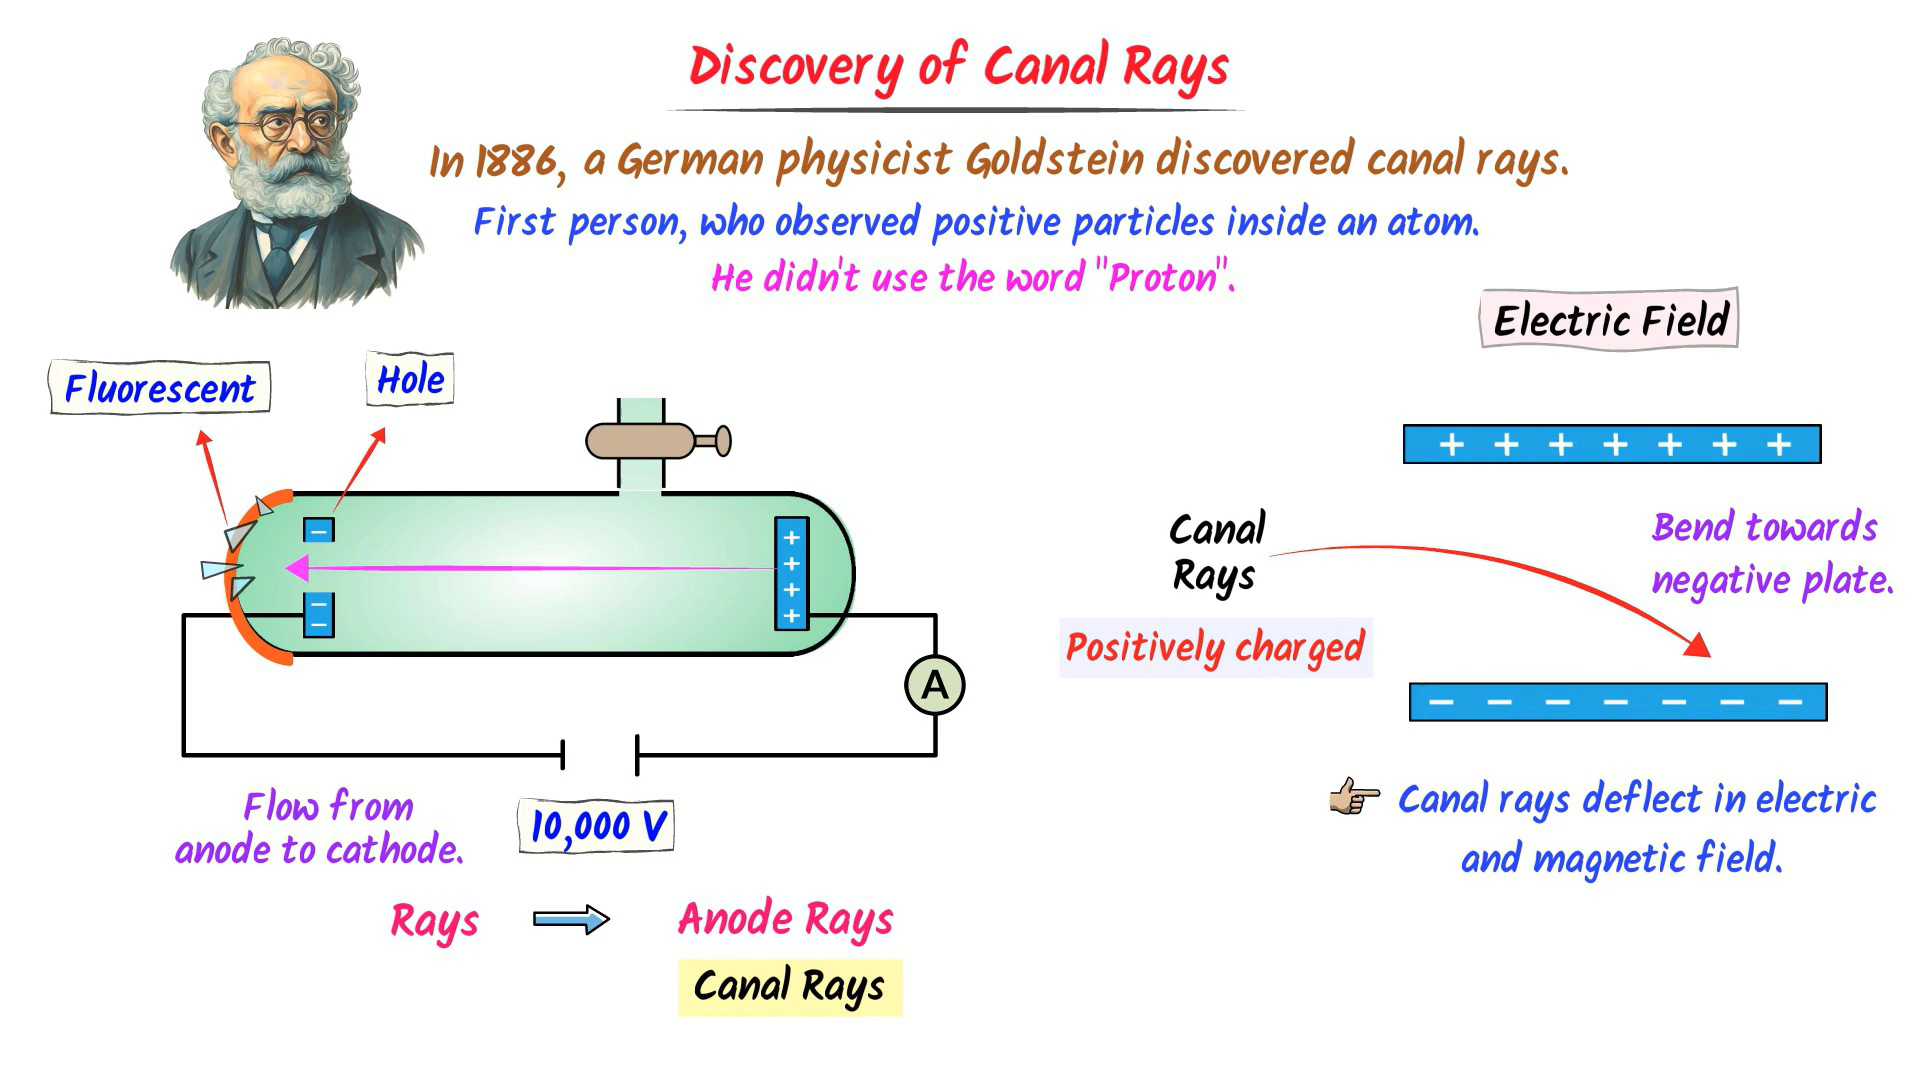 Discovery of Canal Rays
In 1886, a German physicist Goldstein discovered canal rays.
First person, who observed positive particles inside an atom.
He didn't use the word "Proton".
Electric Field
Fluorescent
Hole
+ + + + + + +
Canal
Rays
Bend towards
negative plate.
Positively charged
−
−
−
+
+
+
+
A
− − − − − − −
Flow from
anode to cathode.
10,000 V
Canal rays deflect in electric
and magnetic field.
Rays
Anode Rays
Canal Rays